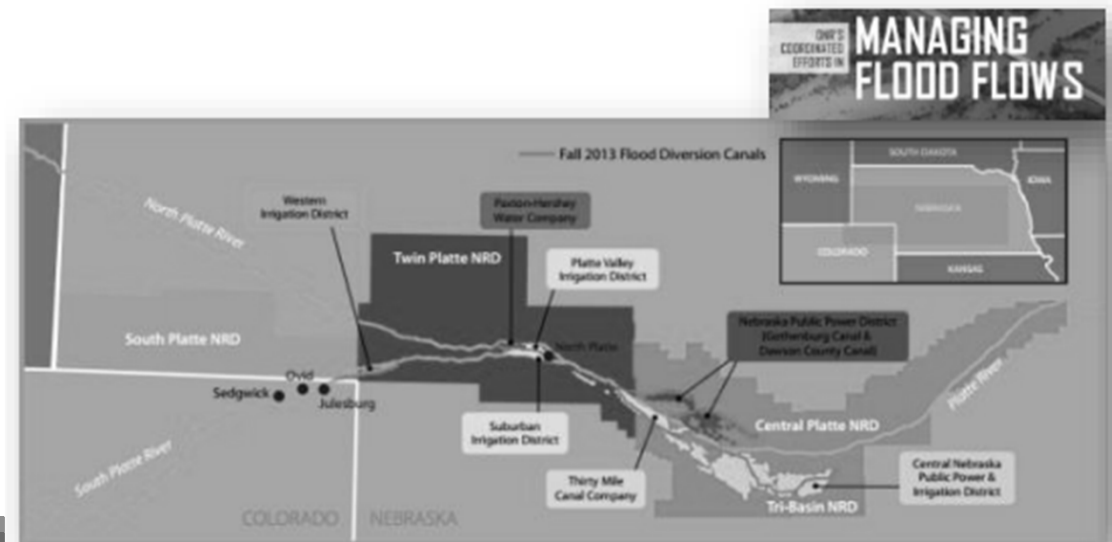 DNR'S
COORDINATED
EFFORTS IN
MANAGING
FLOOD FLOWS
Fall 2013 Flood Diversion Canals
SOUTH DAKOTA
WYOMING
IOWA
NEBRASKA
COLORADO
KANSAS
North Platte River
Western
Irrigation District
Paxton-Hershey
Water Company
Twin Platte NRD
Platte Valley
Irrigation District
South Platte NRD
North Platte
Nebraska Public Power District
(Gothenburg Canal &
Dawson County Canal)
Platte River
Ovid
Sedgwick
Julesburg
Suburban
Irrigation District
Central Platte NRD
South Platte River
Thirty Mile
Canal Company
Central Nebraska
Public Power &
Irrigation District
Tri-Basin NRD
COLORADO
NEBRASKA